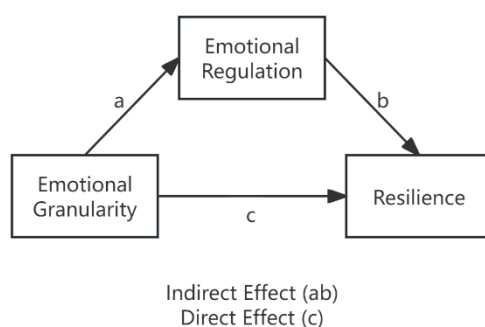 Emotional
Regulation
a
b
Emotional
Granularity
Resilience
c
Indirect Effect (ab)
Direct Effect (c)